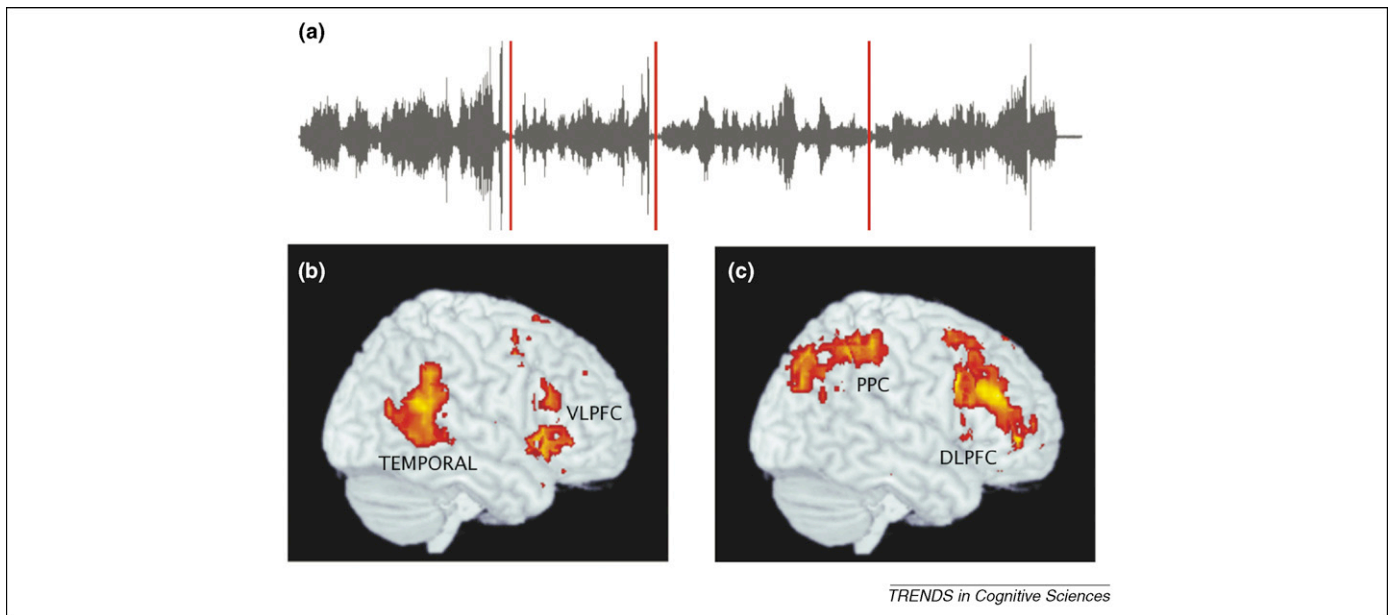 (a)
(b)
VLPFC
TEMPORAL
(c)
PPC
DLPFC
TRENDS in Cognitive Sciences